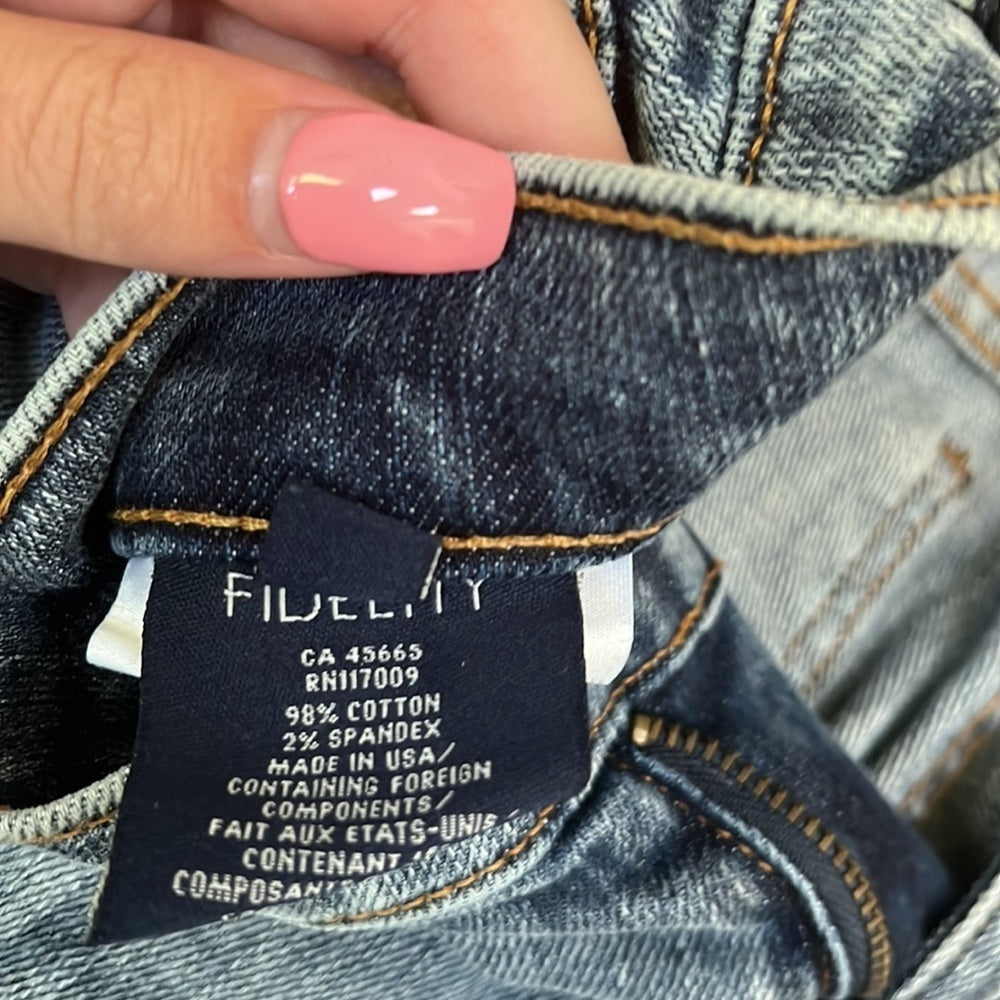 FIDELITY
CA 45665
RN117009
98% COTTON
2% SPANDEX
MADE IN USA/
CONTAINING FOREIGN
COMPONENTS/
FAIT AUX ETATS-UNIS
CONTENANT